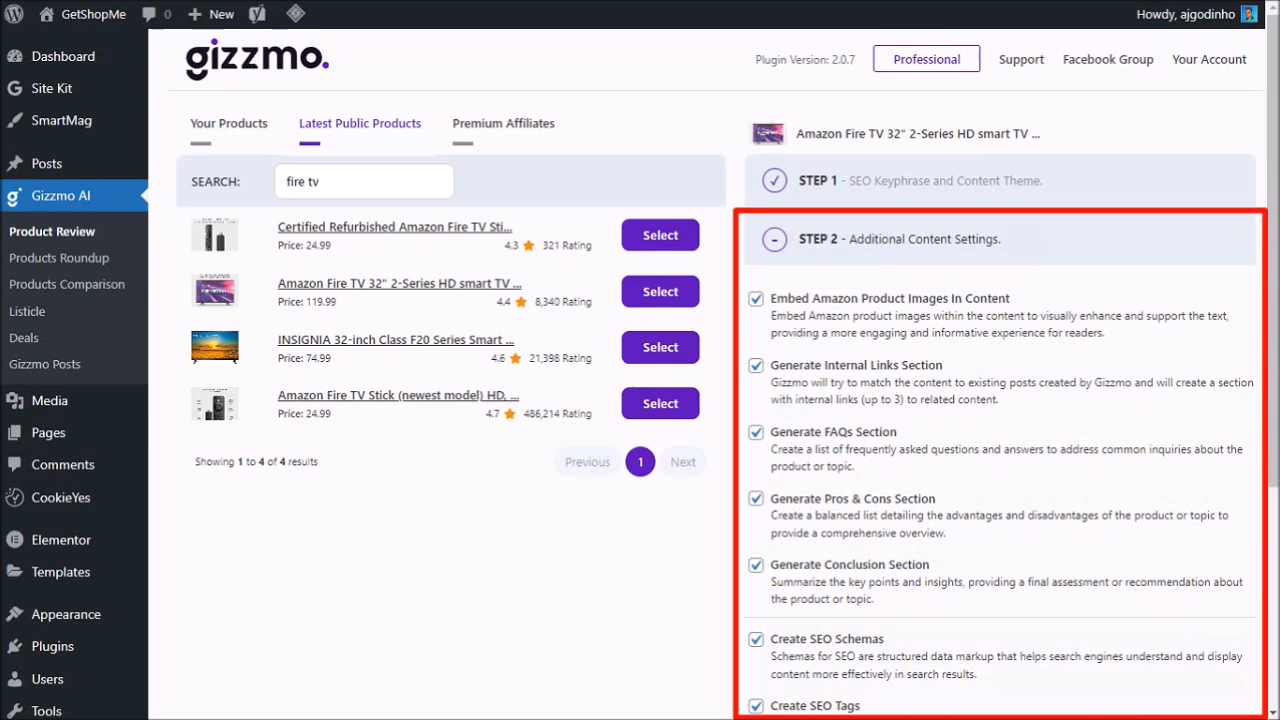 GetShopMe
0
New
Howdy, ajgodinho
Dashboard
Site Kit
SmartMag
Posts
Gizzmo AI
Product Review
Products Roundup
Products Comparison
Listicle
Deals
Gizzmo Posts
Media
Pages
Comments
CookieYes
Elementor
Templates
Appearance
Plugins
Users
Tools
gizzmo.
Plugin Version: 2.0.7
Professional
Support
Facebook Group
Your Account
Your Products
Latest Public Products
Premium Affiliates
SEARCH:
fire tv
Certified Refurbished Amazon Fire TV Sti...
Price: 24.99
4.3
321 Rating
Select
Amazon Fire TV 32" 2-Series HD smart TV ...
Price: 119.99
4.4
8,340 Rating
Select
INSIGNIA 32-inch Class F20 Series Smart ...
Price: 74.99
4.6
21,398 Rating
Select
Amazon Fire TV Stick (newest model) HD, ...
Price: 24.99
4.7
486,214 Rating
Select
Showing 1 to 4 of 4 results
Previous
1
Next
Amazon Fire TV 32" 2-Series HD smart TV ...
STEP 1 - SEO Keyphrase and Content Theme.
STEP 2 - Additional Content Settings.
Embed Amazon Product Images In Content
Embed Amazon product images within the content to visually enhance and support the text,
providing a more engaging and informative experience for readers.
Generate Internal Links Section
Gizzmo will try to match the content to existing posts created by Gizzmo and will create a section
with internal links (up to 3) to related content.
Generate FAQs Section
Create a list of frequently asked questions and answers to address common inquiries about the
product or topic.
Generate Pros & Cons Section
Create a balanced list detailing the advantages and disadvantages of the product or topic to
provide a comprehensive overview.
Generate Conclusion Section
Summarize the key points and insights, providing a final assessment or recommendation about
the product or topic.
Create SEO Schemas
Schemas for SEO are structured data markup that helps search engines understand and display
content more effectively in search results.
Create SEO Tags